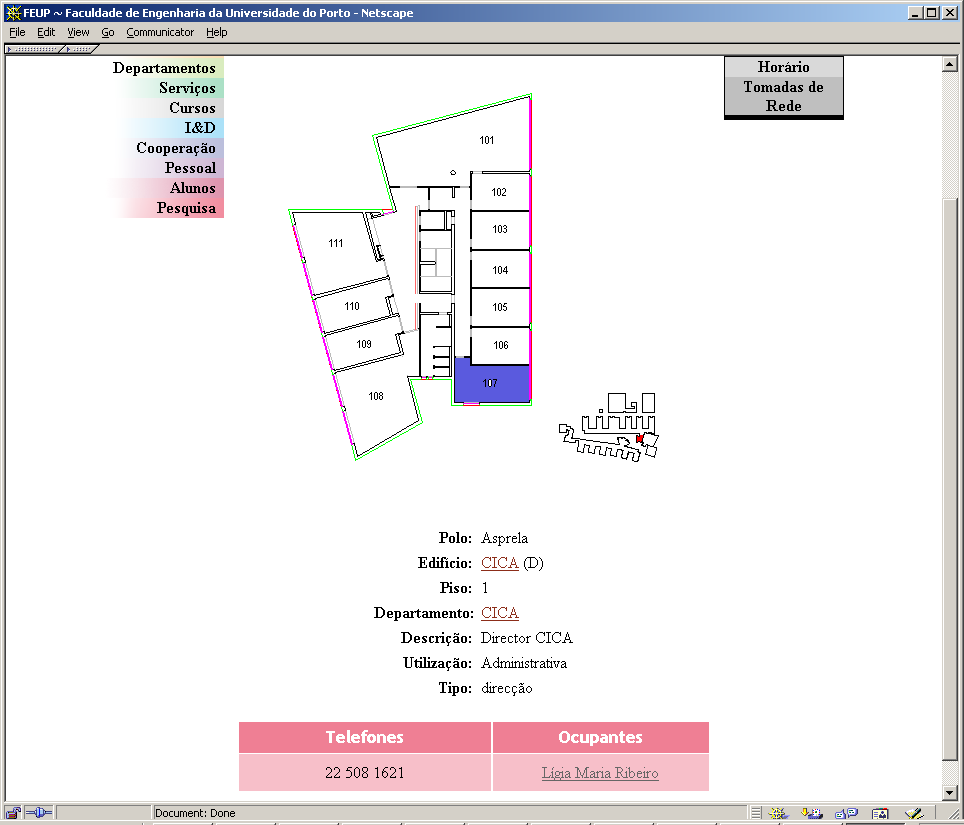 FEUP ~ Faculdade de Engenharia da Universidade do Porto - Netscape
File Edit View Go Communicator Help
Departamentos
Serviços
Cursos
I&D
Cooperação
Pessoal
Alunos
Pesquisa
Horário
Tomadas de
Rede
101
102
103
111
104
110
105
109
106
107
108
Polo: Asprela
Edifício: CICA (D)
Piso: 1
Departamento: CICA
Descrição: Director CICA
Utilização: Administrativa
Tipo: direcção
Telefones Ocupantes
22 508 1621 Lígia Maria Ribeiro
Document: Done